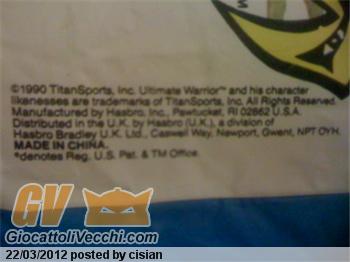 ©1990 TitanSports, Inc. Ultimate Warrior™ and his character
likenesses are trademarks of TitanSports, Inc. All Rights Reserved.
Manufactured by Hasbro, Inc., Pawtucket, RI 02862 U.S.A.
Distributed in the U.K. by Hasbro (U.K.), a division of
Hasbro Bradley U.K. Ltd., Caswell Way, Newport, Gwent, NPT OYH.
MADE IN CHINA.
*denotes Reg. U.S. Pat. & TM Office.
GV
GiocattoliVecchi.com
22/03/2012 posted by cisian